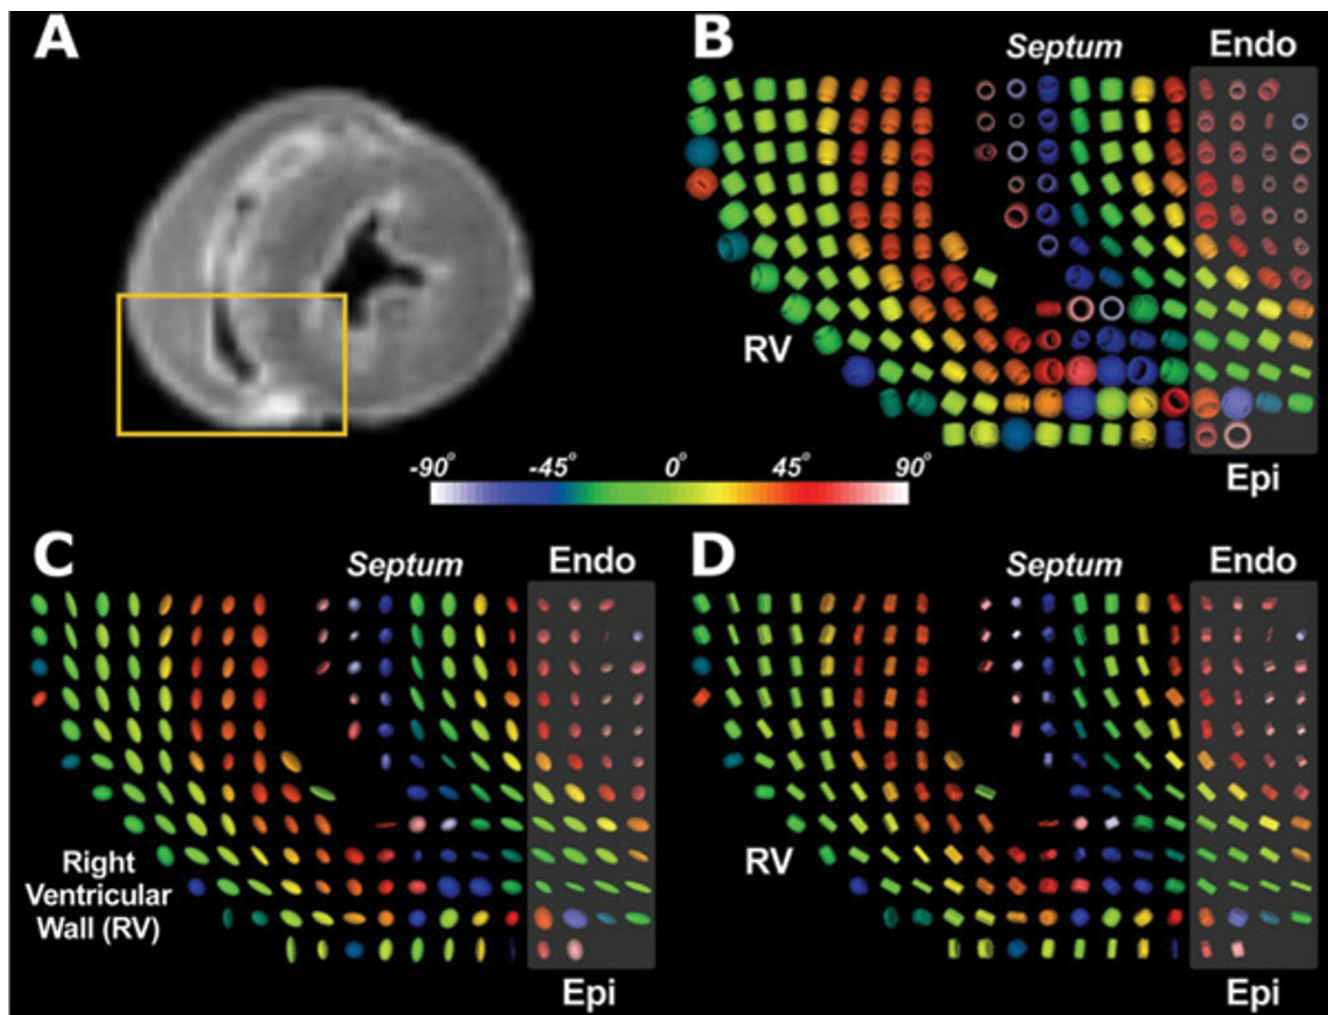 A
B
Septum
Endo
RV
Epi
-90°
-45°
0°
45°
90°
C
Septum
Endo
Right
Ventricular
Wall (RV)
Epi
D
Septum
Endo
RV
Epi